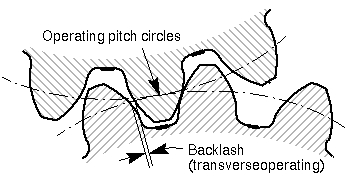 Operating pitch circles
Backlash
(transverseoperating)